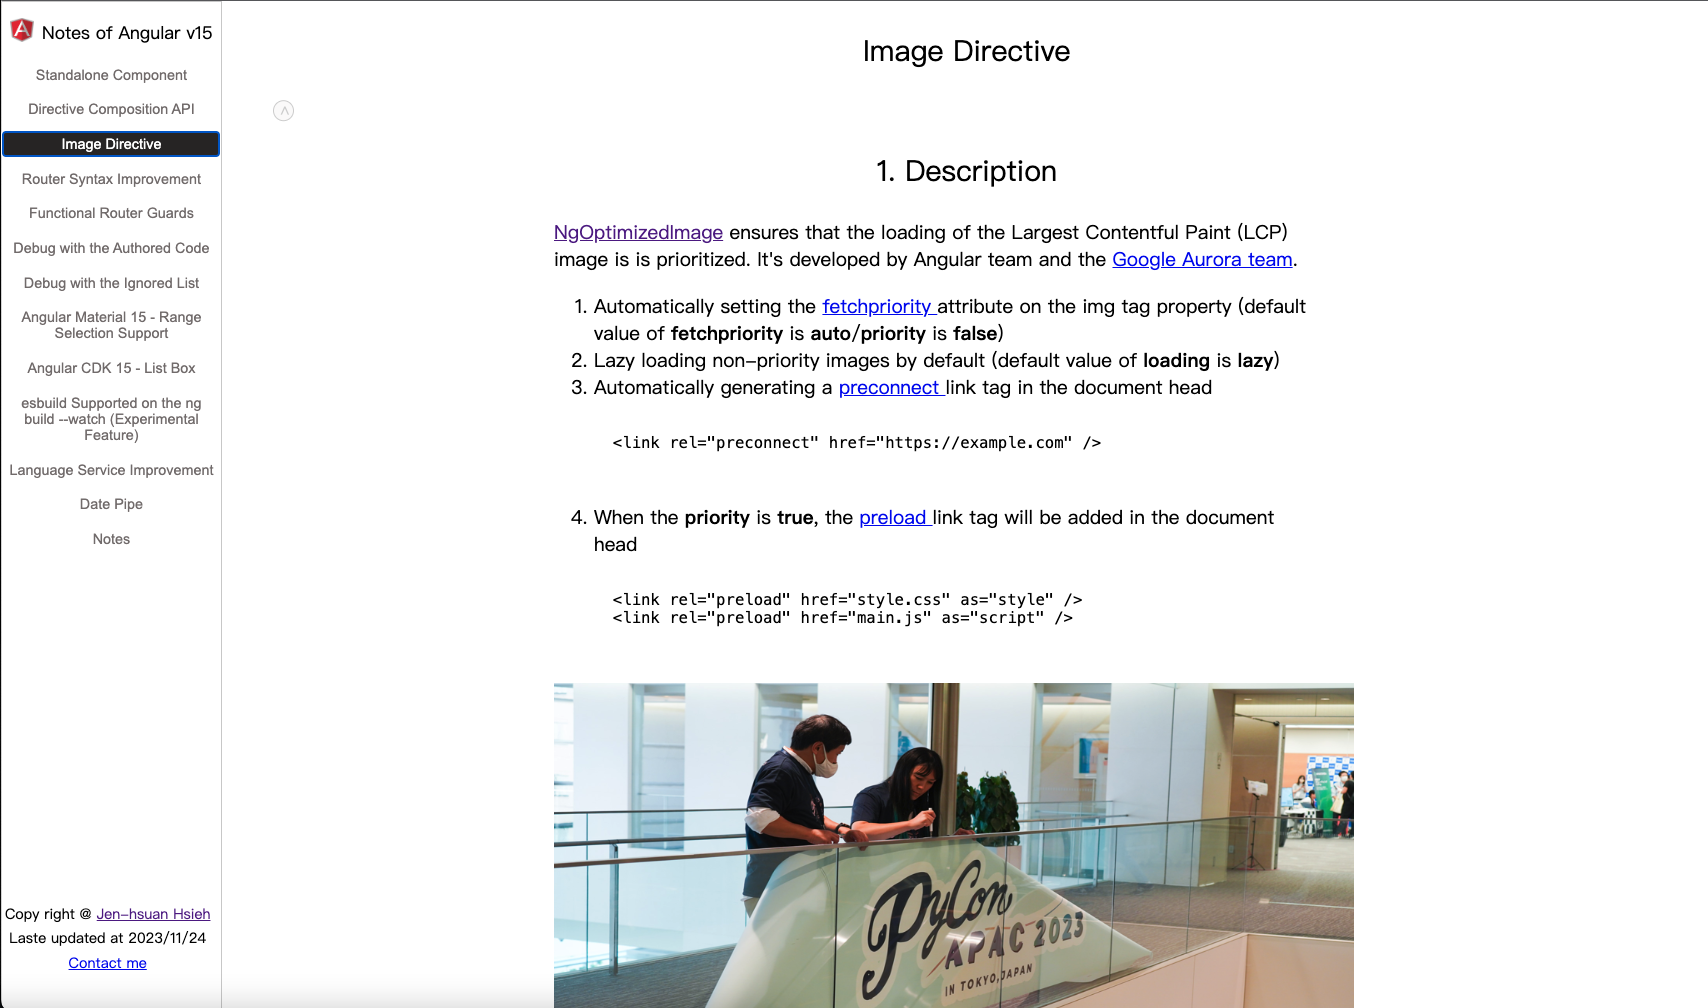 Notes of Angular v15
Standalone Component
Directive Composition API
Image Directive
Router Syntax Improvement
Functional Router Guards
Debug with the Authored Code
Debug with the Ignored List
Angular Material 15 - Range
Selection Support
Angular CDK 15 - List Box
esbuild Supported on the ng
build --watch (Experimental
Feature)
Language Service Improvement
Date Pipe
Notes
Copy right @ Jen-hsuan Hsieh
Laste updated at 2023/11/24
Contact me
Image Directive
1. Description
NgOptimizedImage ensures that the loading of the Largest Contentful Paint (LCP)
image is is prioritized. It's developed by Angular team and the Google Aurora team.
1. Automatically setting the fetchpriority attribute on the img tag property (default
value of fetchpriority is auto/priority is false)
2. Lazy loading non-priority images by default (default value of loading is lazy)
3. Automatically generating a preconnect link tag in the document head
<link rel="preconnect" href="https://example.com" />
4. When the priority is true, the preload link tag will be added in the document
head
<link rel="preload" href="style.css" as="style" />
<link rel="preload" href="main.js" as="script" />
PyCon
APAC 2023
IN TOKYO,JAPAN